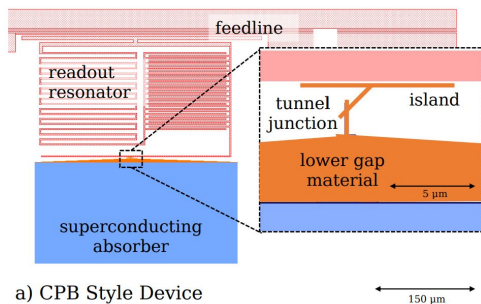 feedline
readout
resonator
tunnel
junction
island
lower gap
material
5 μm
superconducting
absorber
a) CPB Style Device
150 μm